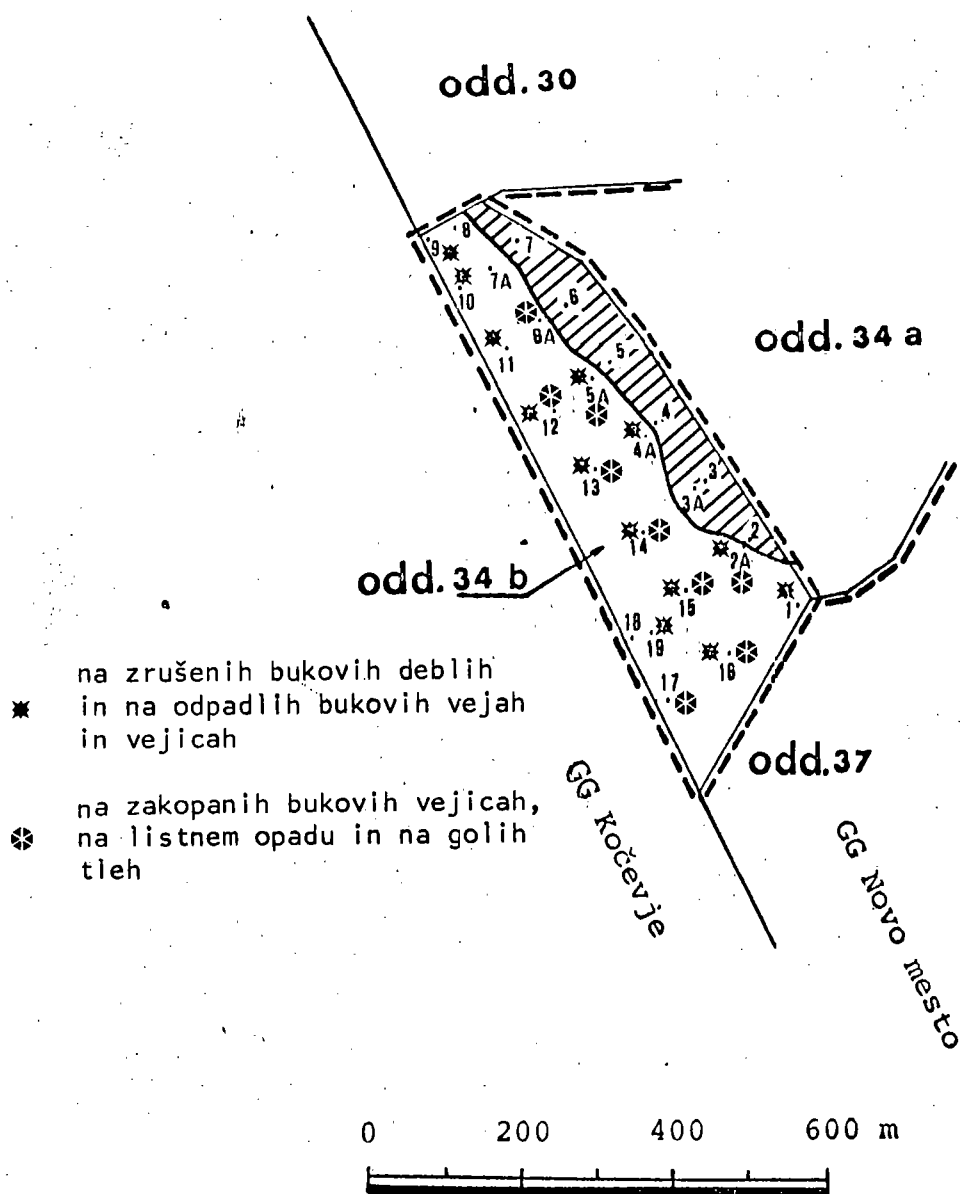 odd. 30
odd. 34 a
8
9
7
7A
10
6
6A
11
5
5A
12
4
4A
13
3
3A
14
2
2A
odd. 34 b
15
1
18
19
16
17
odd. 37
na zrušenih bukovih deblih
in na odpadlih bukovih vejah
in vejicah
na zakopanih bukovih vejicah,
na listnem opadu in na golih
tleh
GG Kočevje
GG Novo mesto
0 200 400 600 m